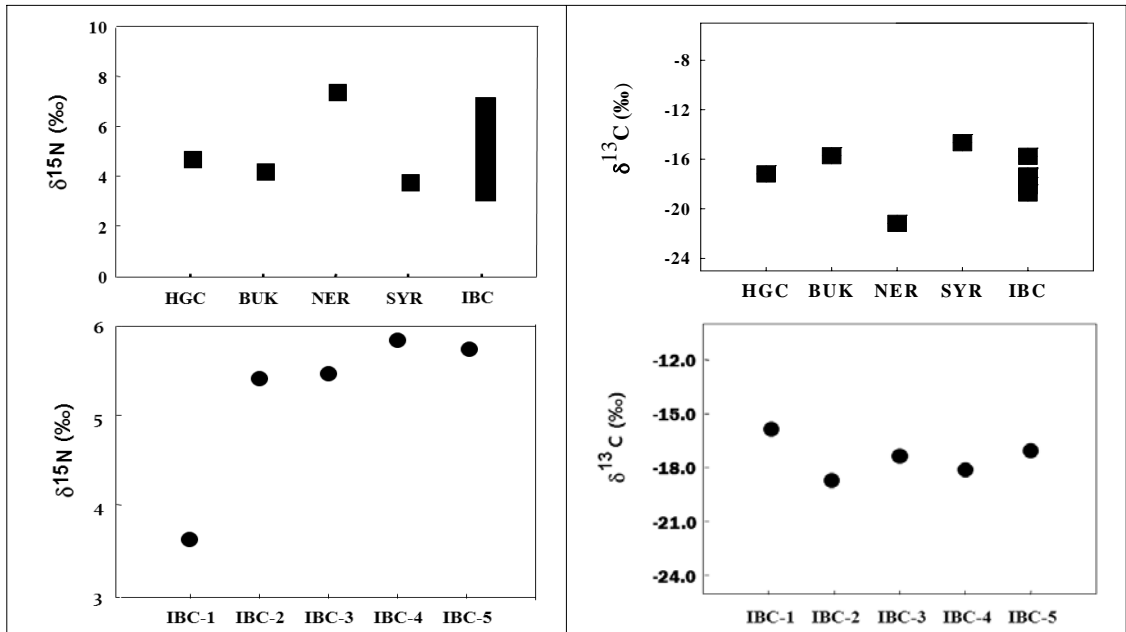 10
8
6
4
2
0
δ15N (‰)
HGC BUK NER SYR IBC
-8
-12
-16
-20
-24
δ13C (‰)
HGC BUK NER SYR IBC
6
5
4
3
δ15N (‰)
IBC-1 IBC-2 IBC-3 IBC-4 IBC-5
-12.0
-15.0
-18.0
-21.0
-24.0
δ13C (‰)
IBC-1 IBC-2 IBC-3 IBC-4 IBC-5